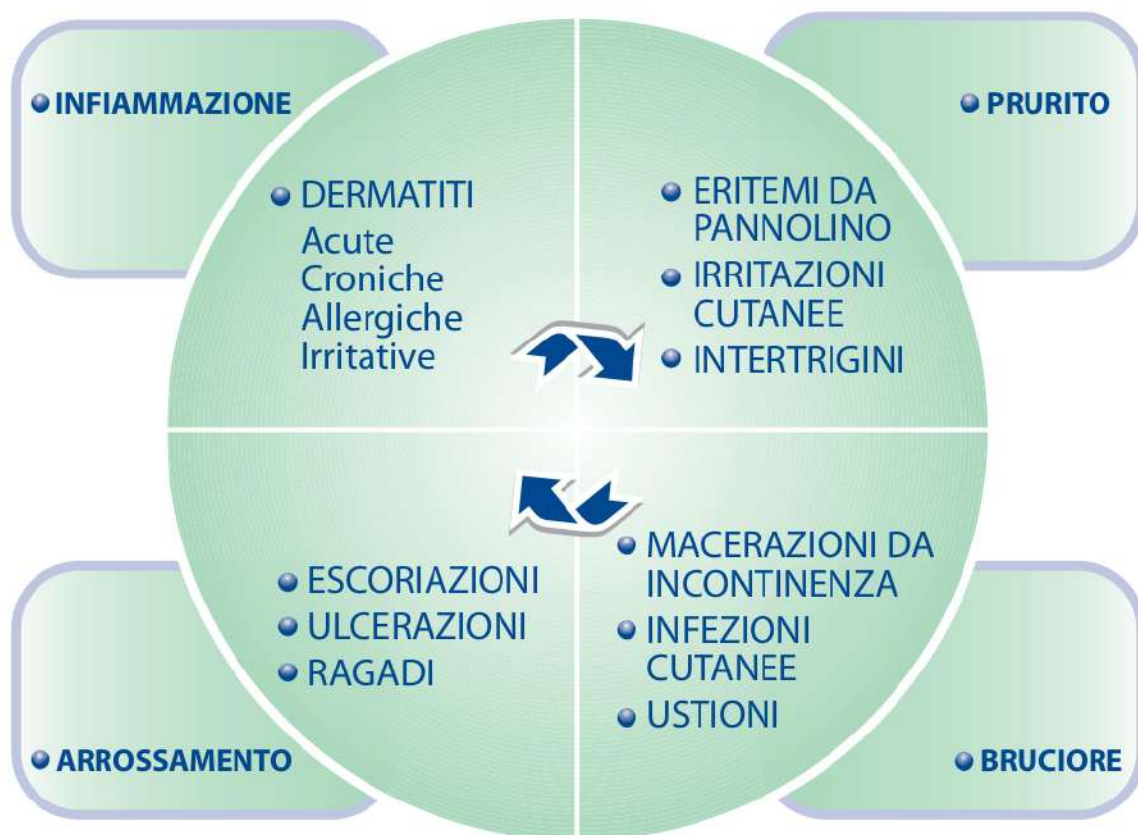 INFIAMMAZIONE
PRURITO
DERMATITI
Acute
Croniche
Allergiche
Irritative
ERITEMI DA
PANNOLINO
IRRITAZIONI
CUTANEE
INTERTRIGINI
ESCORIAZIONI
ULCERAZIONI
RAGADI
MACERAZIONI DA
INCONTINENZA
INFEZIONI
CUTANEE
USTIONI
ARROSSAMENTO
BRUCIORE